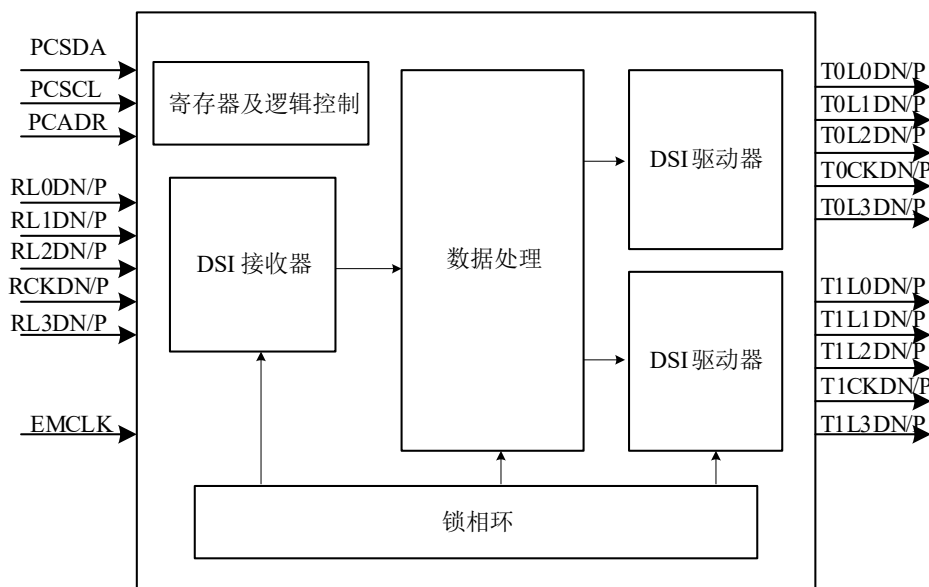 PCSDA
PCSCL
PCADR
RL0DN/P
RL1DN/P
RL2DN/P
RCKDN/P
RL3DN/P
EMCLK
寄存器及逻辑控制
DSI 接收器
数据处理
DSI 驱动器
DSI 驱动器
锁相环
T0L0DN/P
T0L1DN/P
T0L2DN/P
T0CKDN/P
T0L3DN/P
T1L0DN/P
T1L1DN/P
T1L2DN/P
T1CKDN/P
T1L3DN/P